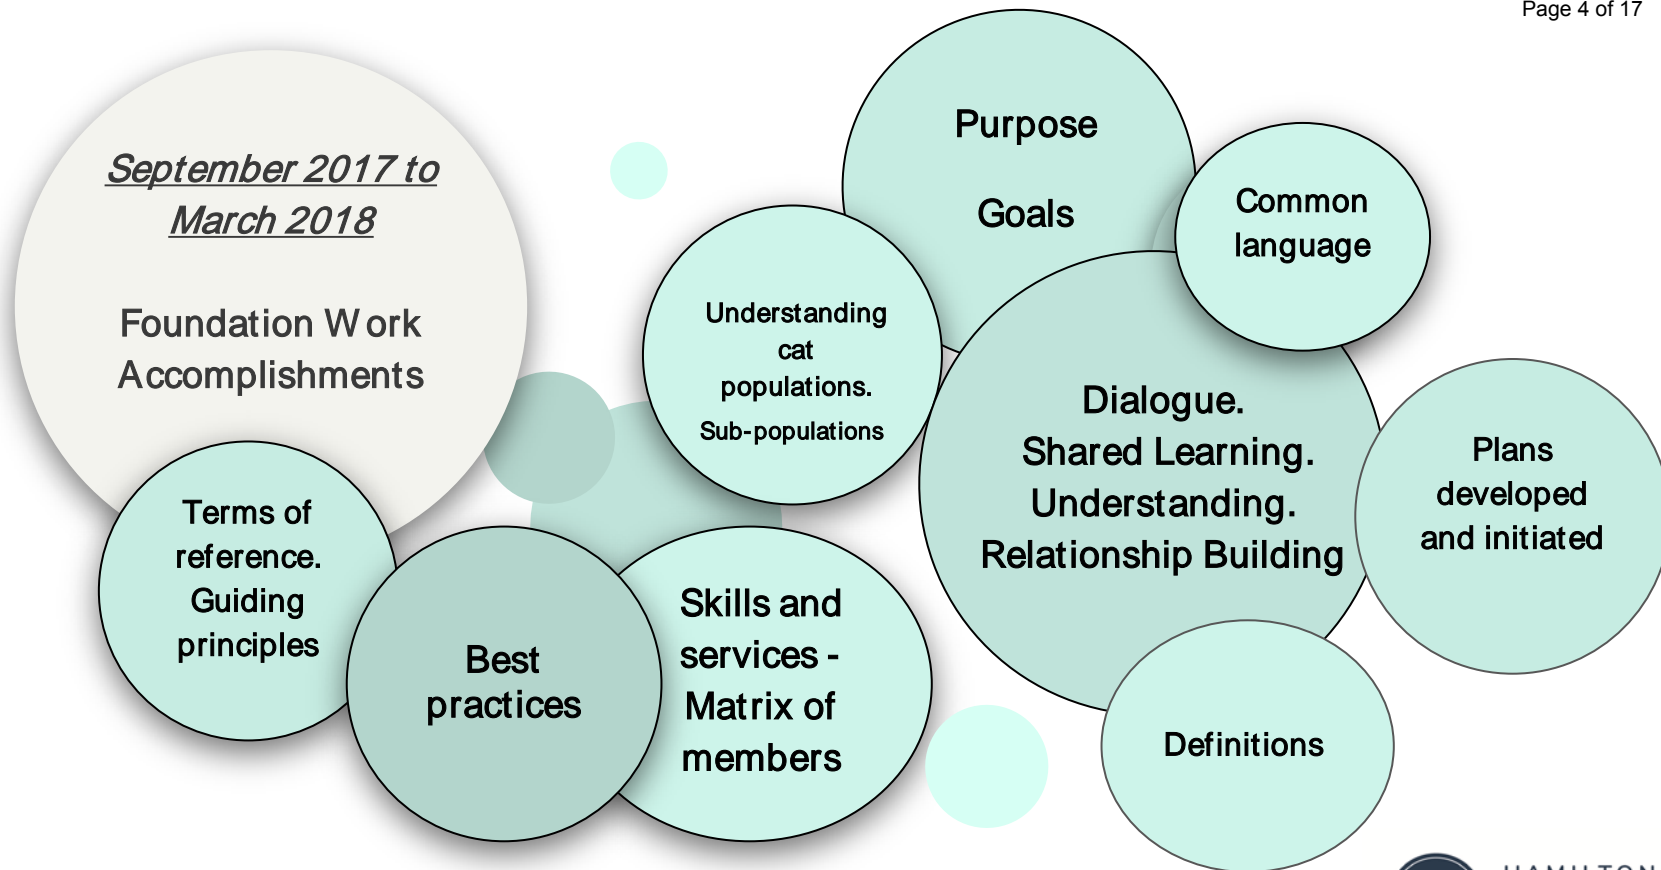 Page 4 of 17
September 2017 to
March 2018
Foundation Work
Accomplishments
Terms of
reference.
Guiding
principles
Best
practices
Skills and
services -
Matrix of
members
Understanding
cat
populations.
Sub-populations
Purpose
Goals
Common
language
Dialogue.
Shared Learning.
Understanding.
Relationship Building
Plans
developed
and initiated
Definitions
HAMILTON